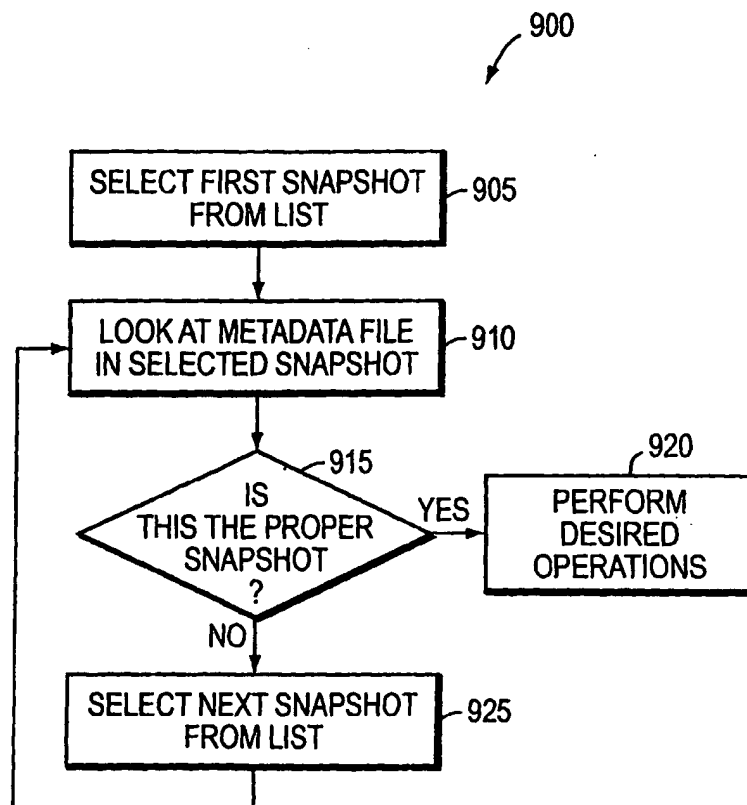 900
SELECT FIRST SNAPSHOT
FROM LIST
905
LOOK AT METADATA FILE
IN SELECTED SNAPSHOT
910
915
IS
THIS THE PROPER
SNAPSHOT
?
YES
920
PERFORM
DESIRED
OPERATIONS
NO
SELECT NEXT SNAPSHOT
FROM LIST
925